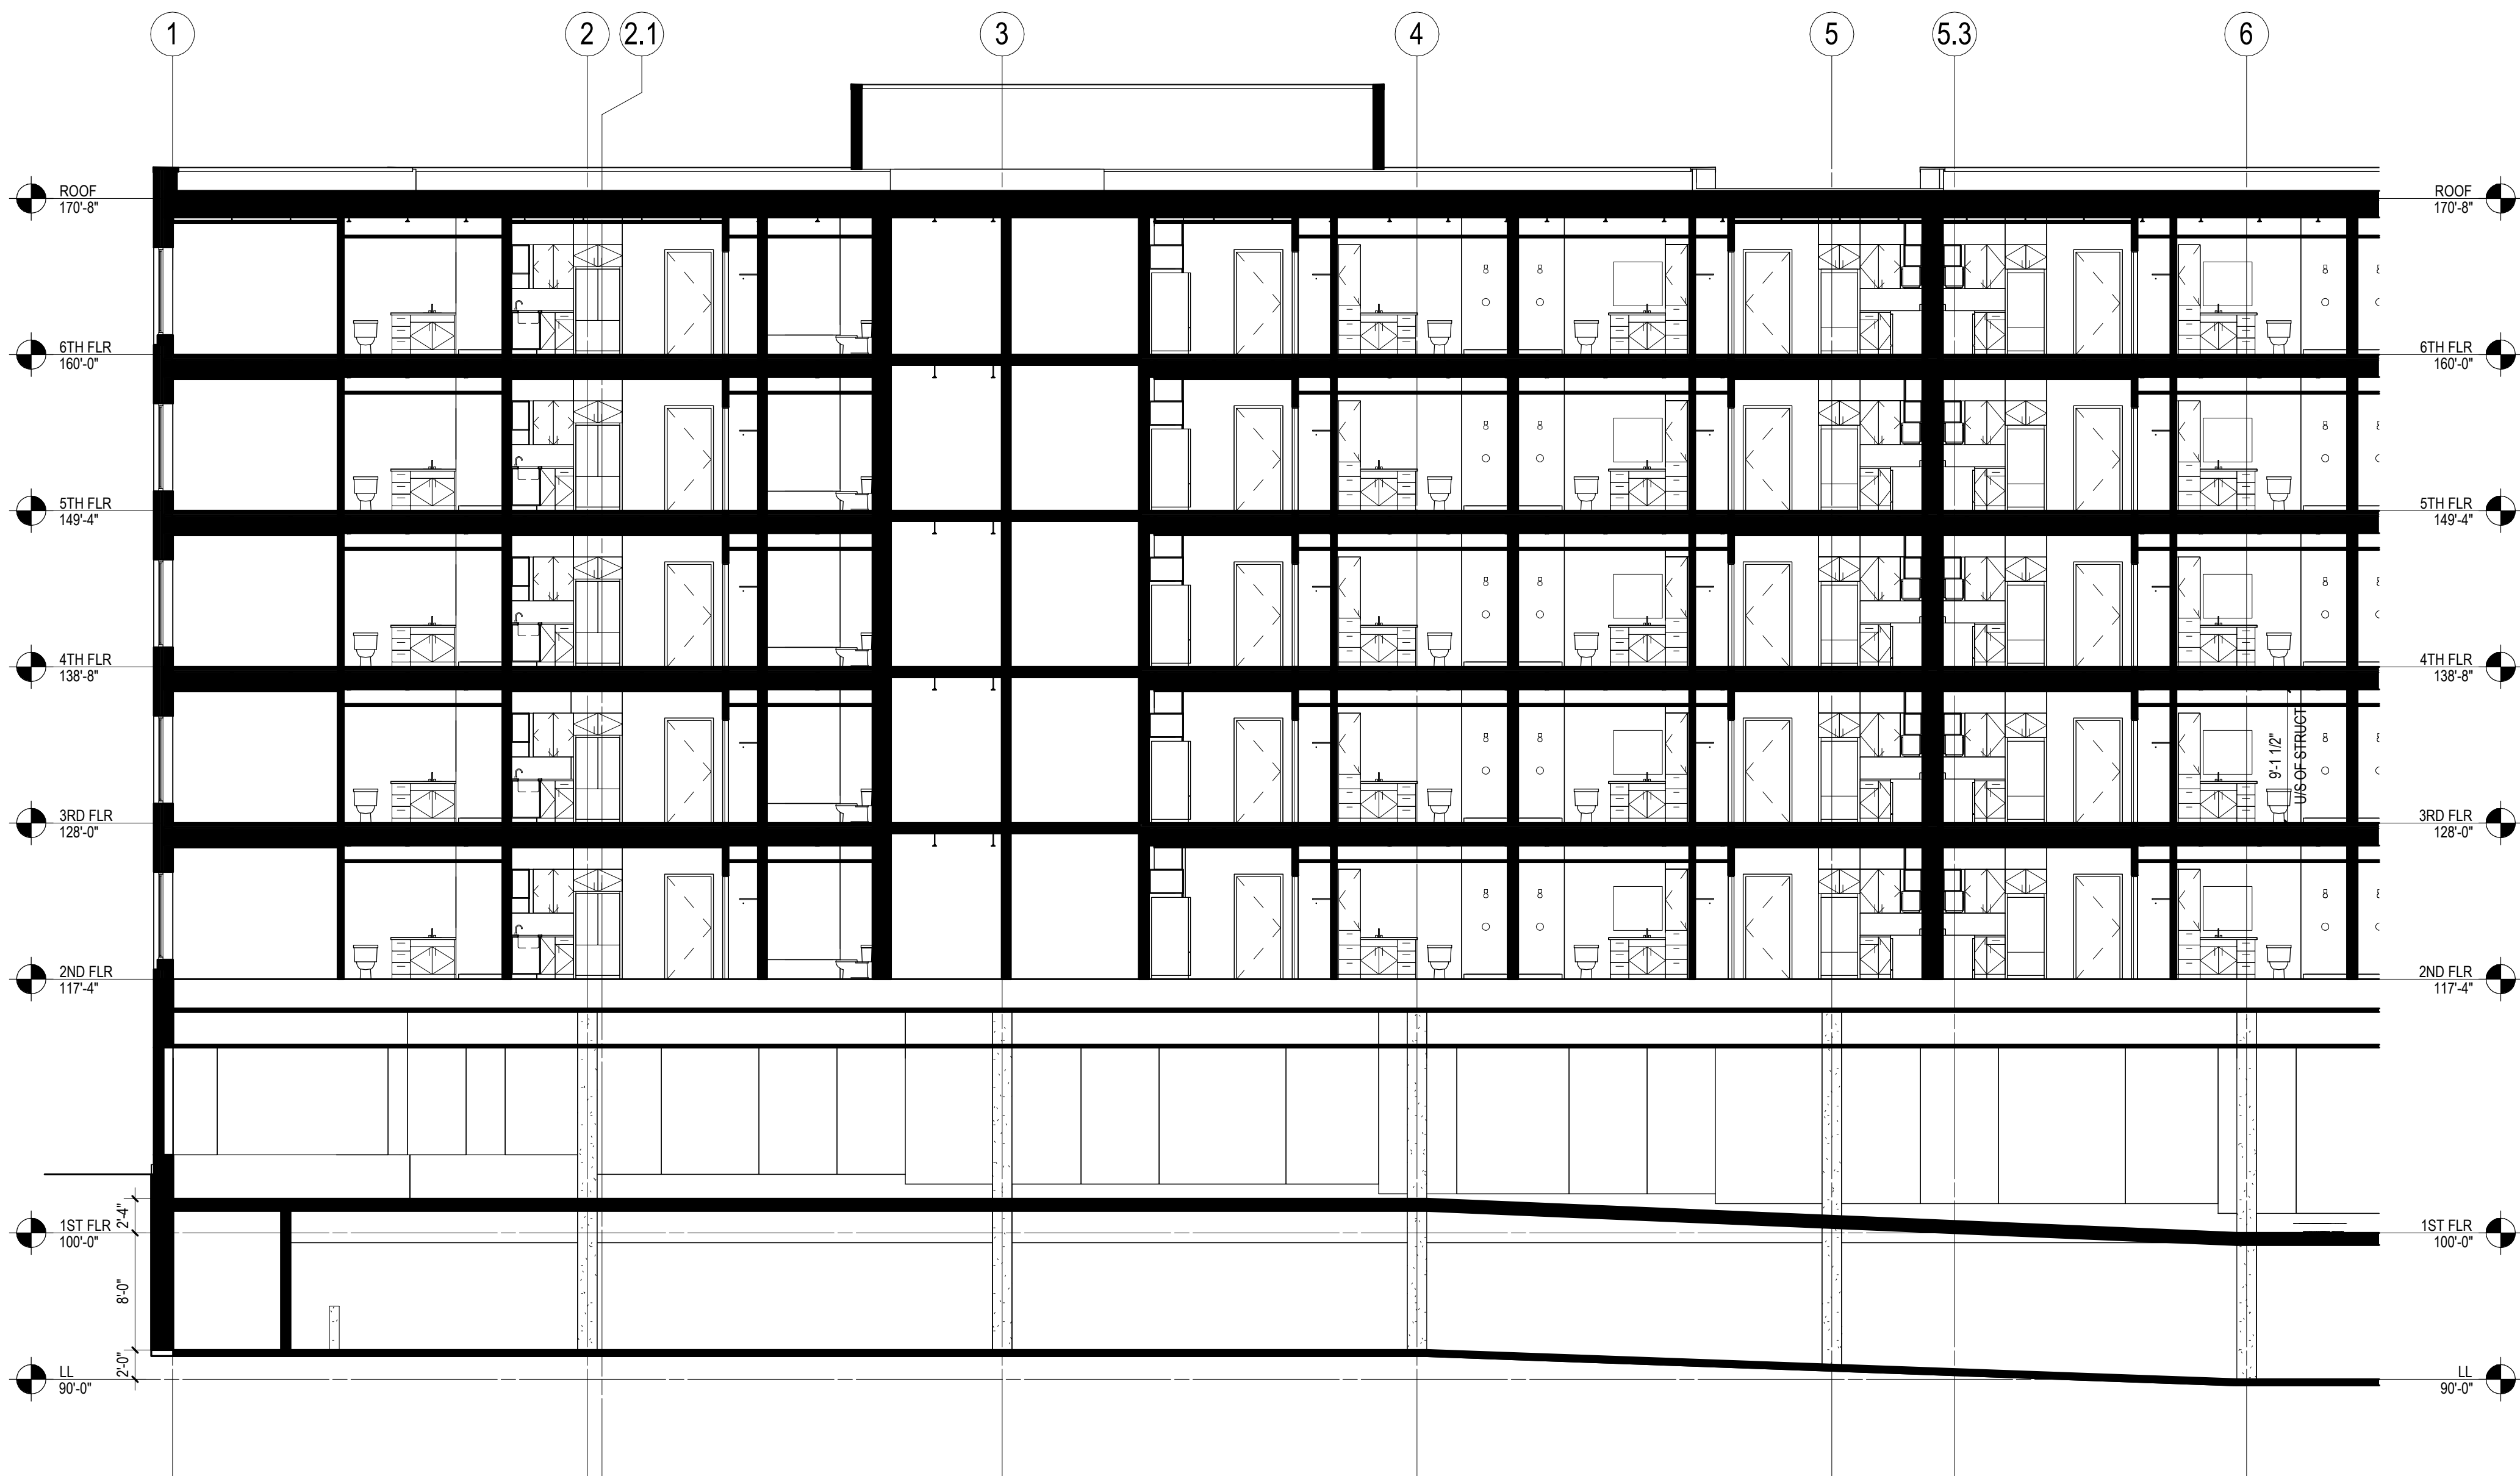 1
2
2.1
3
4
5
5.3
6
ROOF
170'-8"
ROOF
170'-8"
6TH FLR
160'-0"
6TH FLR
160'-0"
5TH FLR
149'-4"
5TH FLR
149'-4"
4TH FLR
138'-8"
4TH FLR
138'-8"
9'-1 1/2"
U/S OF STRUCT
3RD FLR
128'-0"
3RD FLR
128'-0"
2ND FLR
117'-4"
2ND FLR
117'-4"
2'-4"
1ST FLR
100'-0"
1ST FLR
100'-0"
8'-0"
2'-0"
LL
90'-0"
LL
90'-0"